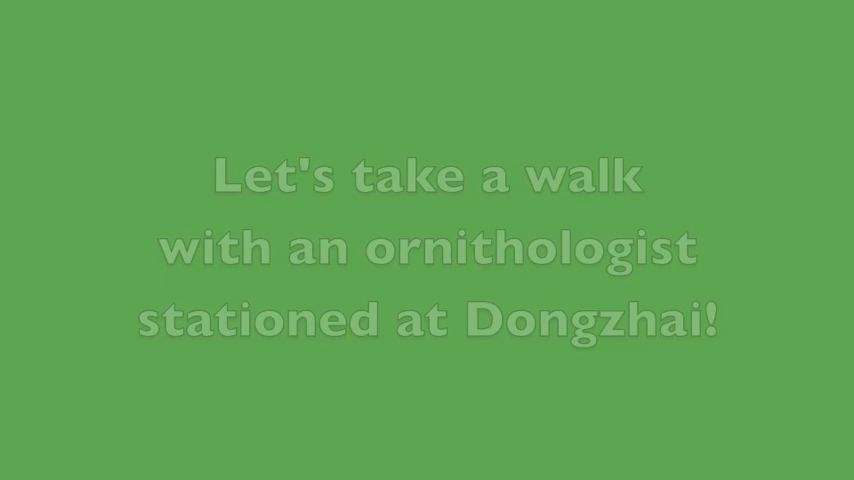 Let's take a walk
with an ornithologist
stationed at Dongzhai!